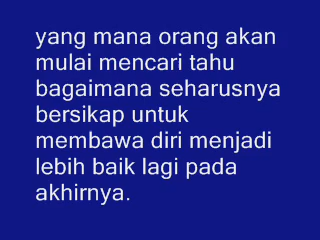 yang mana orang akan
mulai mencari tahu
bagaimana seharusnya
bersikap untuk
membawa diri menjadi
lebih baik lagi pada
akhirnya.